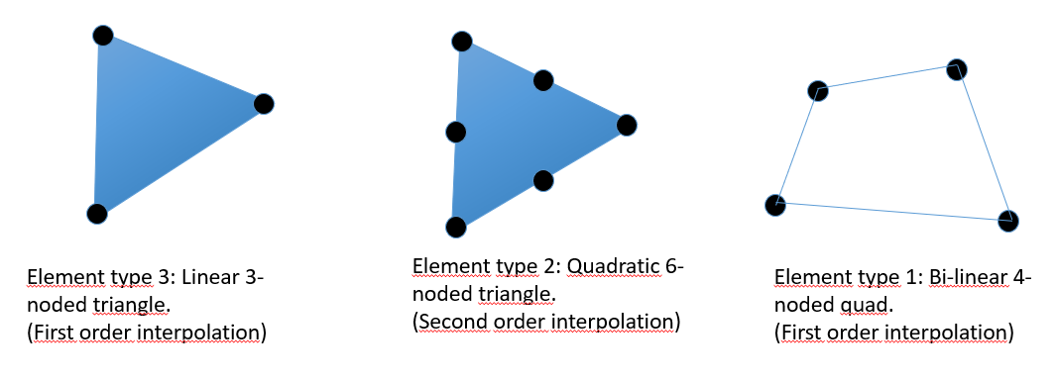 Element type 3: Linear 3-
noded triangle.
(First order interpolation)
Element type 2: Quadratic 6-
noded triangle.
(Second order interpolation)
Element type 1: Bi-linear 4-
noded quad.
(First order interpolation)